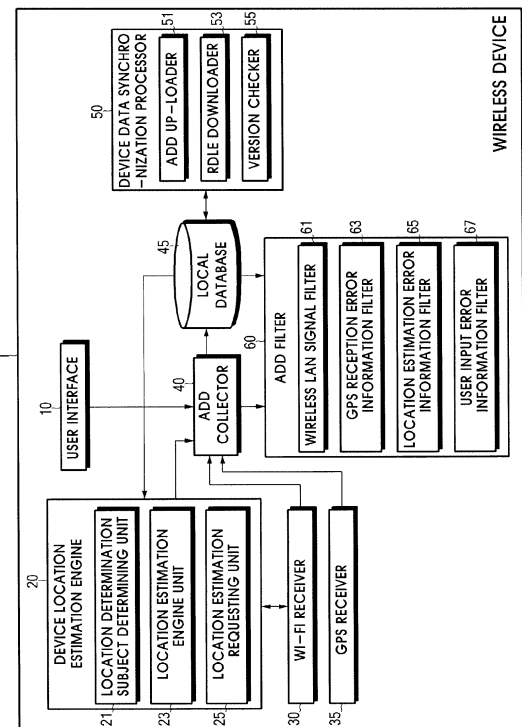 WIRELESS DEVICE
20
DEVICE LOCATION
ESTIMATION ENGINE
21
LOCATION DETERMINATION
SUBJECT DETERMINING UNIT
23
LOCATION ESTIMATION
ENGINE UNIT
25
LOCATION ESTIMATION
REQUESTING UNIT
30
WI-FI RECEIVER
35
GPS RECEIVER
10
USER INTERFACE
40
ADD
COLLECTOR
45
LOCAL
DATABASE
50
DEVICE DATA SYNCHRO
-NIZATION PROCESSOR
51
ADD UP-LOADER
53
RDLE DOWNLOADER
55
VERSION CHECKER
60
ADD FILTER
61
WIRELESS LAN SIGNAL FILTER
63
GPS RECEPTION ERROR
INFORMATION FILTER
65
LOCATION ESTIMATION ERROR
INFORMATION FILTER
67
USER INPUT ERROR
INFORMATION FILTER